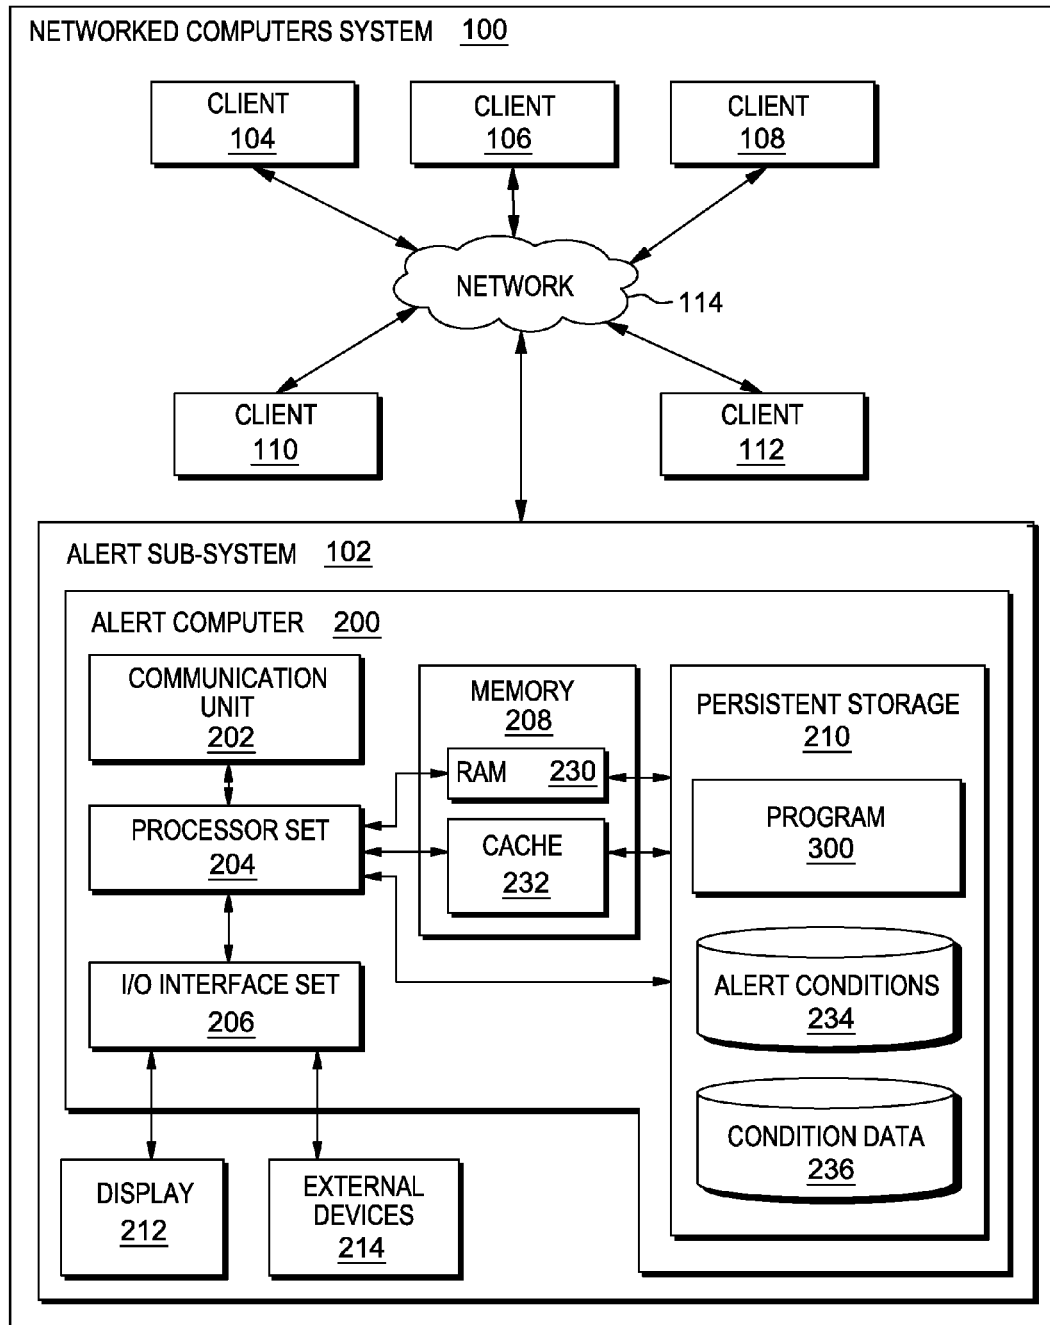 NETWORKED COMPUTERS SYSTEM 100
CLIENT
104
CLIENT
106
CLIENT
108
NETWORK
114
CLIENT
110
CLIENT
112
ALERT SUB-SYSTEM 102
ALERT COMPUTER 200
COMMUNICATION
UNIT
202
PROCESSOR SET
204
I/O INTERFACE SET
206
MEMORY
208
RAM 230
CACHE
232
PERSISTENT STORAGE
210
PROGRAM
300
ALERT CONDITIONS
234
CONDITION DATA
236
DISPLAY
212
EXTERNAL
DEVICES
214